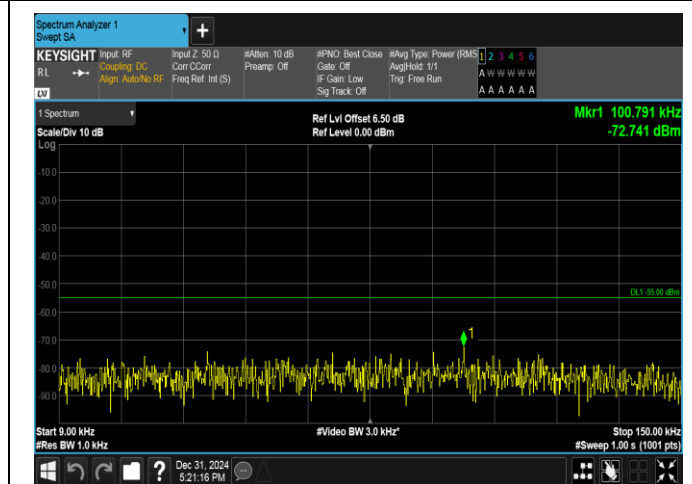 Spectrum Analyzer 1
Swept SA
+
KEYSIGHT
Input: RF
Input Z: 50 Ω
#Atten: 10 dB
#PNO: Best Close
#Avg Type: Power (RMS
1 2 3 4 5 6
RL
Coupling: DC
Corr CCorr
Preamp: Off
Gate: Off
Avg|Hold: 1/1
A W W W W W
Align: Auto/No RF
Freq Ref: Int (S)
IF Gain: Low
Trig: Free Run
Sig Track: Off
A A A A A A
LXI
1 Spectrum
Ref Lvl Offset 6.50 dB
Mkr1 100.791 kHz
Scale/Div 10 dB
Ref Level 0.00 dBm
-72.741 dBm
Log
-10.0
-20.0
-30.0
-40.0
-50.0
DL1 -55.00 dBm
-60.0
1
-70.0
-80.0
-90.0
Start 9.00 kHz
#Video BW 3.0 kHz*
Stop 150.00 kHz
#Res BW 1.0 kHz
#Sweep 1.00 s (1001 pts)
?
Dec 31, 2024
5:21:16 PM